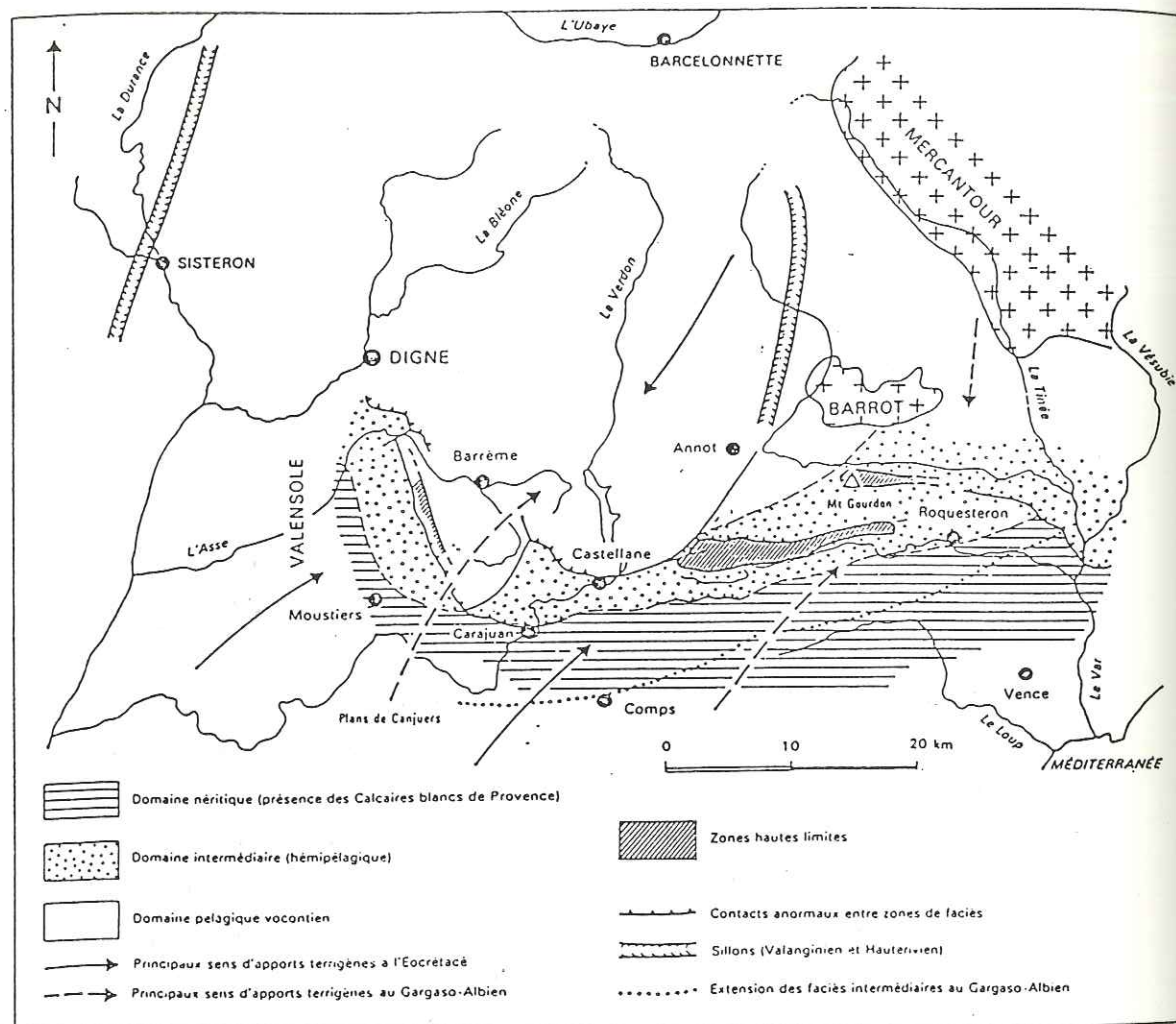 L'Ubaye
BARCELONNETTE
La Durance
N
MERCANTOUR
La Bléone
SISTERON
Le Verdon
La Vésubie
DIGNE
La Tinée
BARROT
Annot
Barrème
VALENSOLE
Mt Gourdan
Roquesteron
L'Asse
Castellane
Moustiers
Carajuan
Vence
Le Var
Plans de Canjuers
Comps
Le Loup
0 10 20 km
MÉDITERRANÉE
Domaine néritique (présence des Calcaires blancs de Provence)
Zones hautes limites
Domaine intermédiaire (hémipélagique)
Domaine pelagique vocontien
Contacts anormaux entre zones de faciès
Sillons (Valanginien et Hauterivien)
Principaux sens d'apports terrigènes a l'Eocrétacé
Principaux sens d'apports terrigènes au Gargaso-Albien
Extension des faciès intermédiaires au Gargaso-Albien